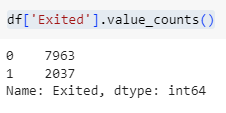 df['Exited'].value_counts()
0    7963
1    2037
Name: Exited, dtype: int64